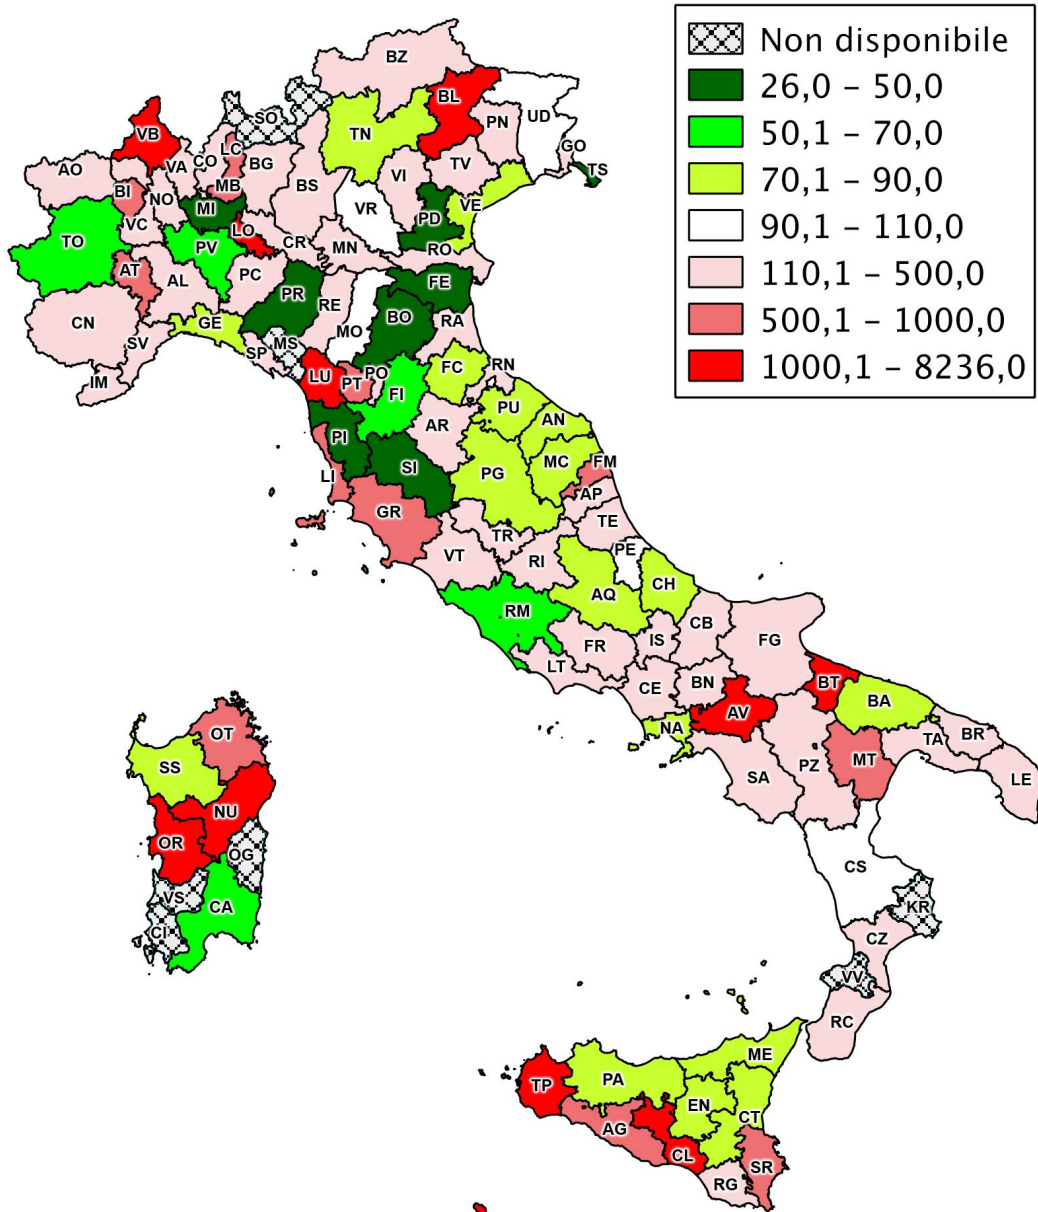 Non disponibile
26,0 – 50,0
50,1 – 70,0
70,1 – 90,0
90,1 – 110,0
110,1 – 500,0
500,1 – 1000,0
1000,1 – 8236,0
BZ
BL
SO
TN
PN
UD
VB
LC
GO
VA
CO
BG
TV
TS
AO
MB
BS
VI
BI
NO
MI
VE
VR
PD
VC
LO
TO
PV
CR
MN
RO
AT
AL
PC
FE
PR
RE
BO
CN
GE
MO
RA
SV
SP
MS
FC
RN
IM
LU
PT
PO
FI
PU
AN
AR
PI
SI
PG
MC
FM
LI
AP
GR
TE
TR
PE
VT
RI
CH
AQ
RM
CB
IS
FG
FR
LT
BN
BT
CE
BA
AV
NA
OT
BR
TA
SS
PZ
MT
SA
LE
NU
OR
OG
CS
VS
CA
KR
CI
CZ
VV
RC
ME
PA
TP
EN
CT
AG
CL
SR
RG